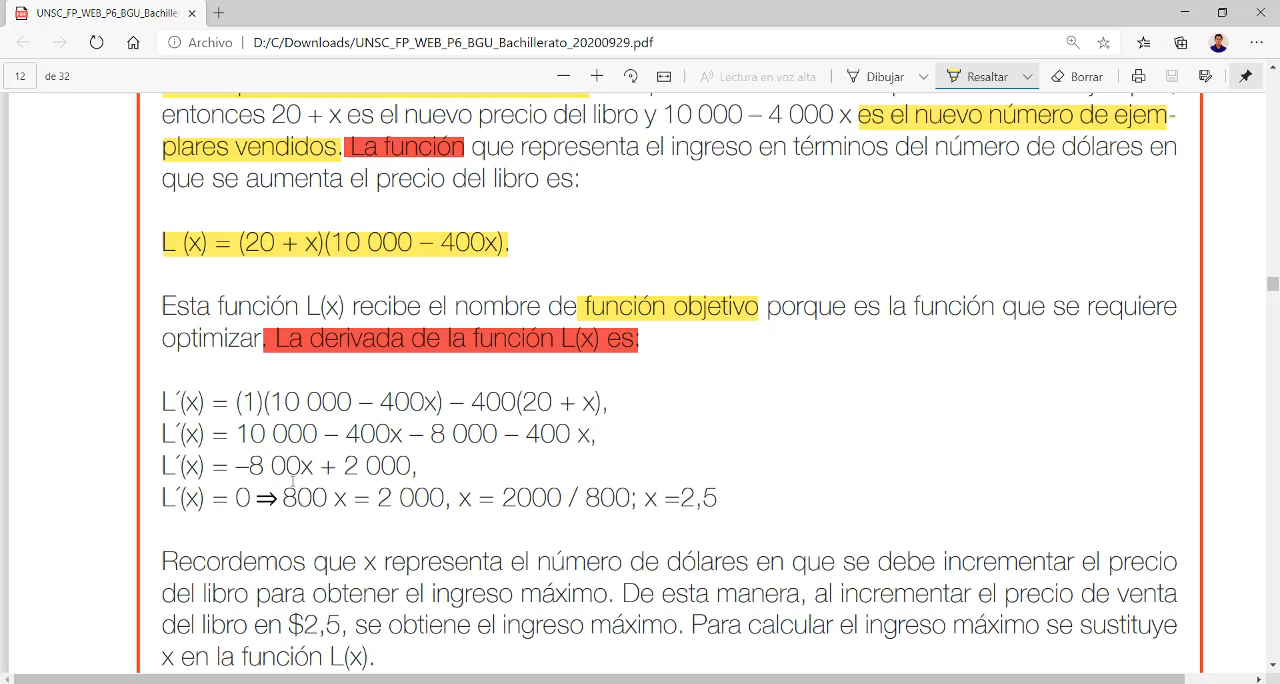 UNSC_FP_WEB_P6_BGU_Bachille
Archivo | D:/C/Downloads/UNSC_FP_WEB_P6_BGU_Bachillerato_20200929.pdf
12 de 32 Lectura en voz alta Dibujar Resaltar Borrar
entonces 20 + x es el nuevo precio del libro y 10 000 – 4 000 x es el nuevo número de ejem-
plares vendidos. La función que representa el ingreso en términos del número de dólares en
que se aumenta el precio del libro es:
L (x) = (20 + x)(10 000 – 400x).
Esta función L(x) recibe el nombre de función objetivo porque es la función que se requiere
optimizar. La derivada de la función L(x) es:
L´(x) = (1)(10 000 – 400x) – 400(20 + x),
L´(x) = 10 000 – 400x – 8 000 – 400 x,
L´(x) = –8 00x + 2 000,
L´(x) = 0 ⇒ 800 x = 2 000, x = 2000 / 800; x =2,5
Recordemos que x representa el número de dólares en que se debe incrementar el precio
del libro para obtener el ingreso máximo. De esta manera, al incrementar el precio de venta
del libro en $2,5, se obtiene el ingreso máximo. Para calcular el ingreso máximo se sustituye
x en la función L(x).